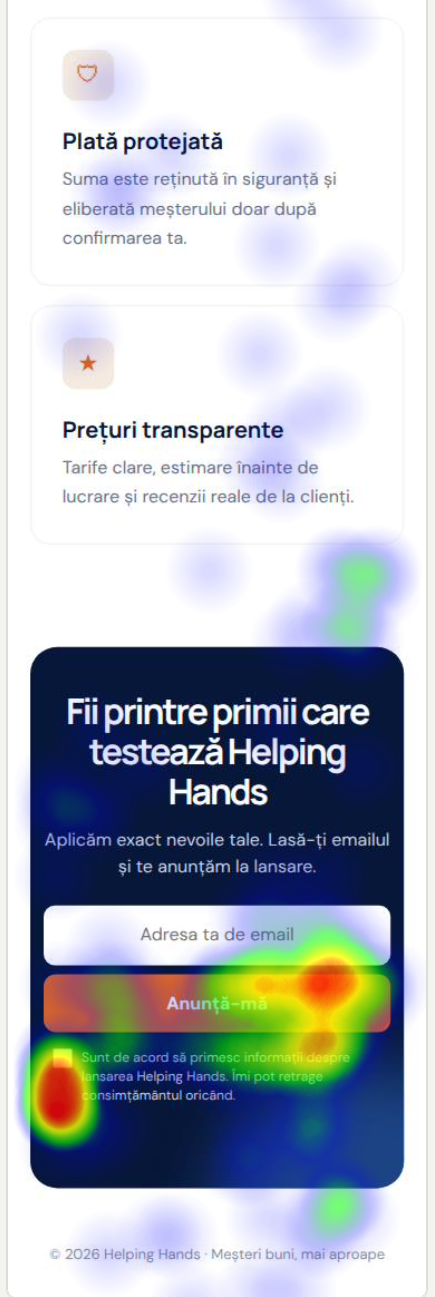 Plată protejată
Suma este reținută în siguranță și
eliberată meșterului doar după
confirmarea ta.
Prețuri transparente
Tarife clare, estimare înainte de
lucrare și recenzii reale de la clienți.
Fii printre primii care
testează Helping
Hands
Aplicăm exact nevoile tale. Lasă-ți emailul
și te anunțăm la lansare.
Adresa ta de email
Anunță-mă
Sunt de acord să primesc informații despre
lansarea Helping Hands. Îmi pot retrage
consimțământul oricând.
© 2026 Helping Hands · Meșteri buni, mai aproape